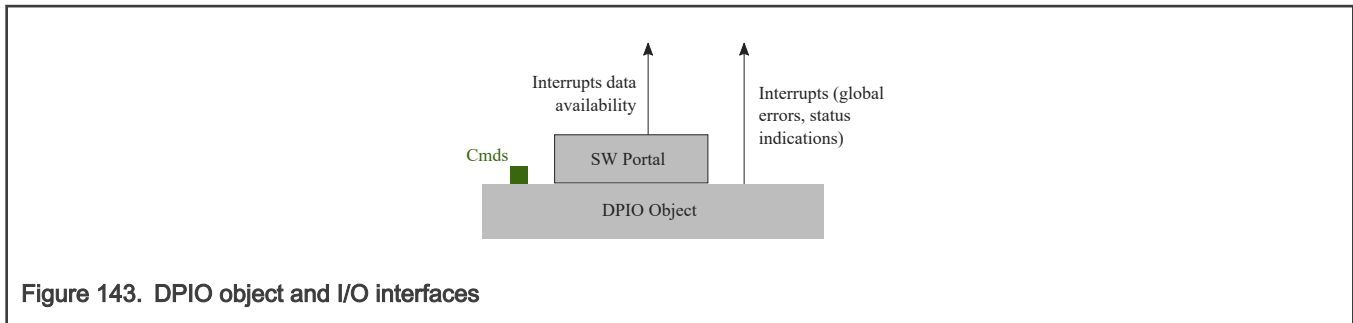 Interrupts data
availability
Interrupts (global
errors, status
indications)
Cmds
SW Portal
DPIO Object
Figure 143. DPIO object and I/O interfaces